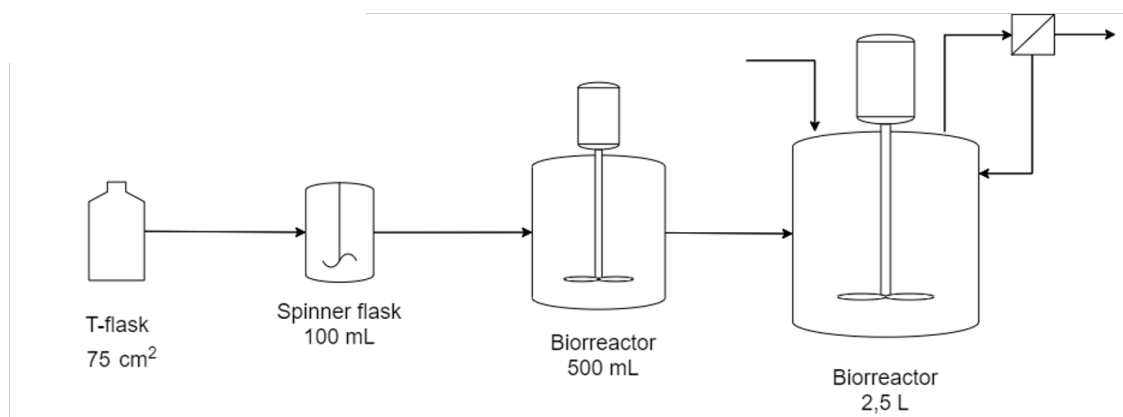 T-flask
75 cm²
Spinner flask
100 mL
Biorreactor
500 mL
Biorreactor
2,5 L